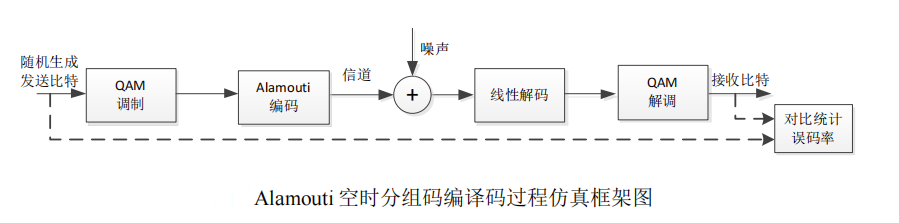 随机生成
发送比特
QAM
调制
Alamouti
编码
信道
噪声
+
线性解码
QAM
解调
接收比特
对比统计
误码率
Alamouti 空时分组码编译码过程仿真框架图